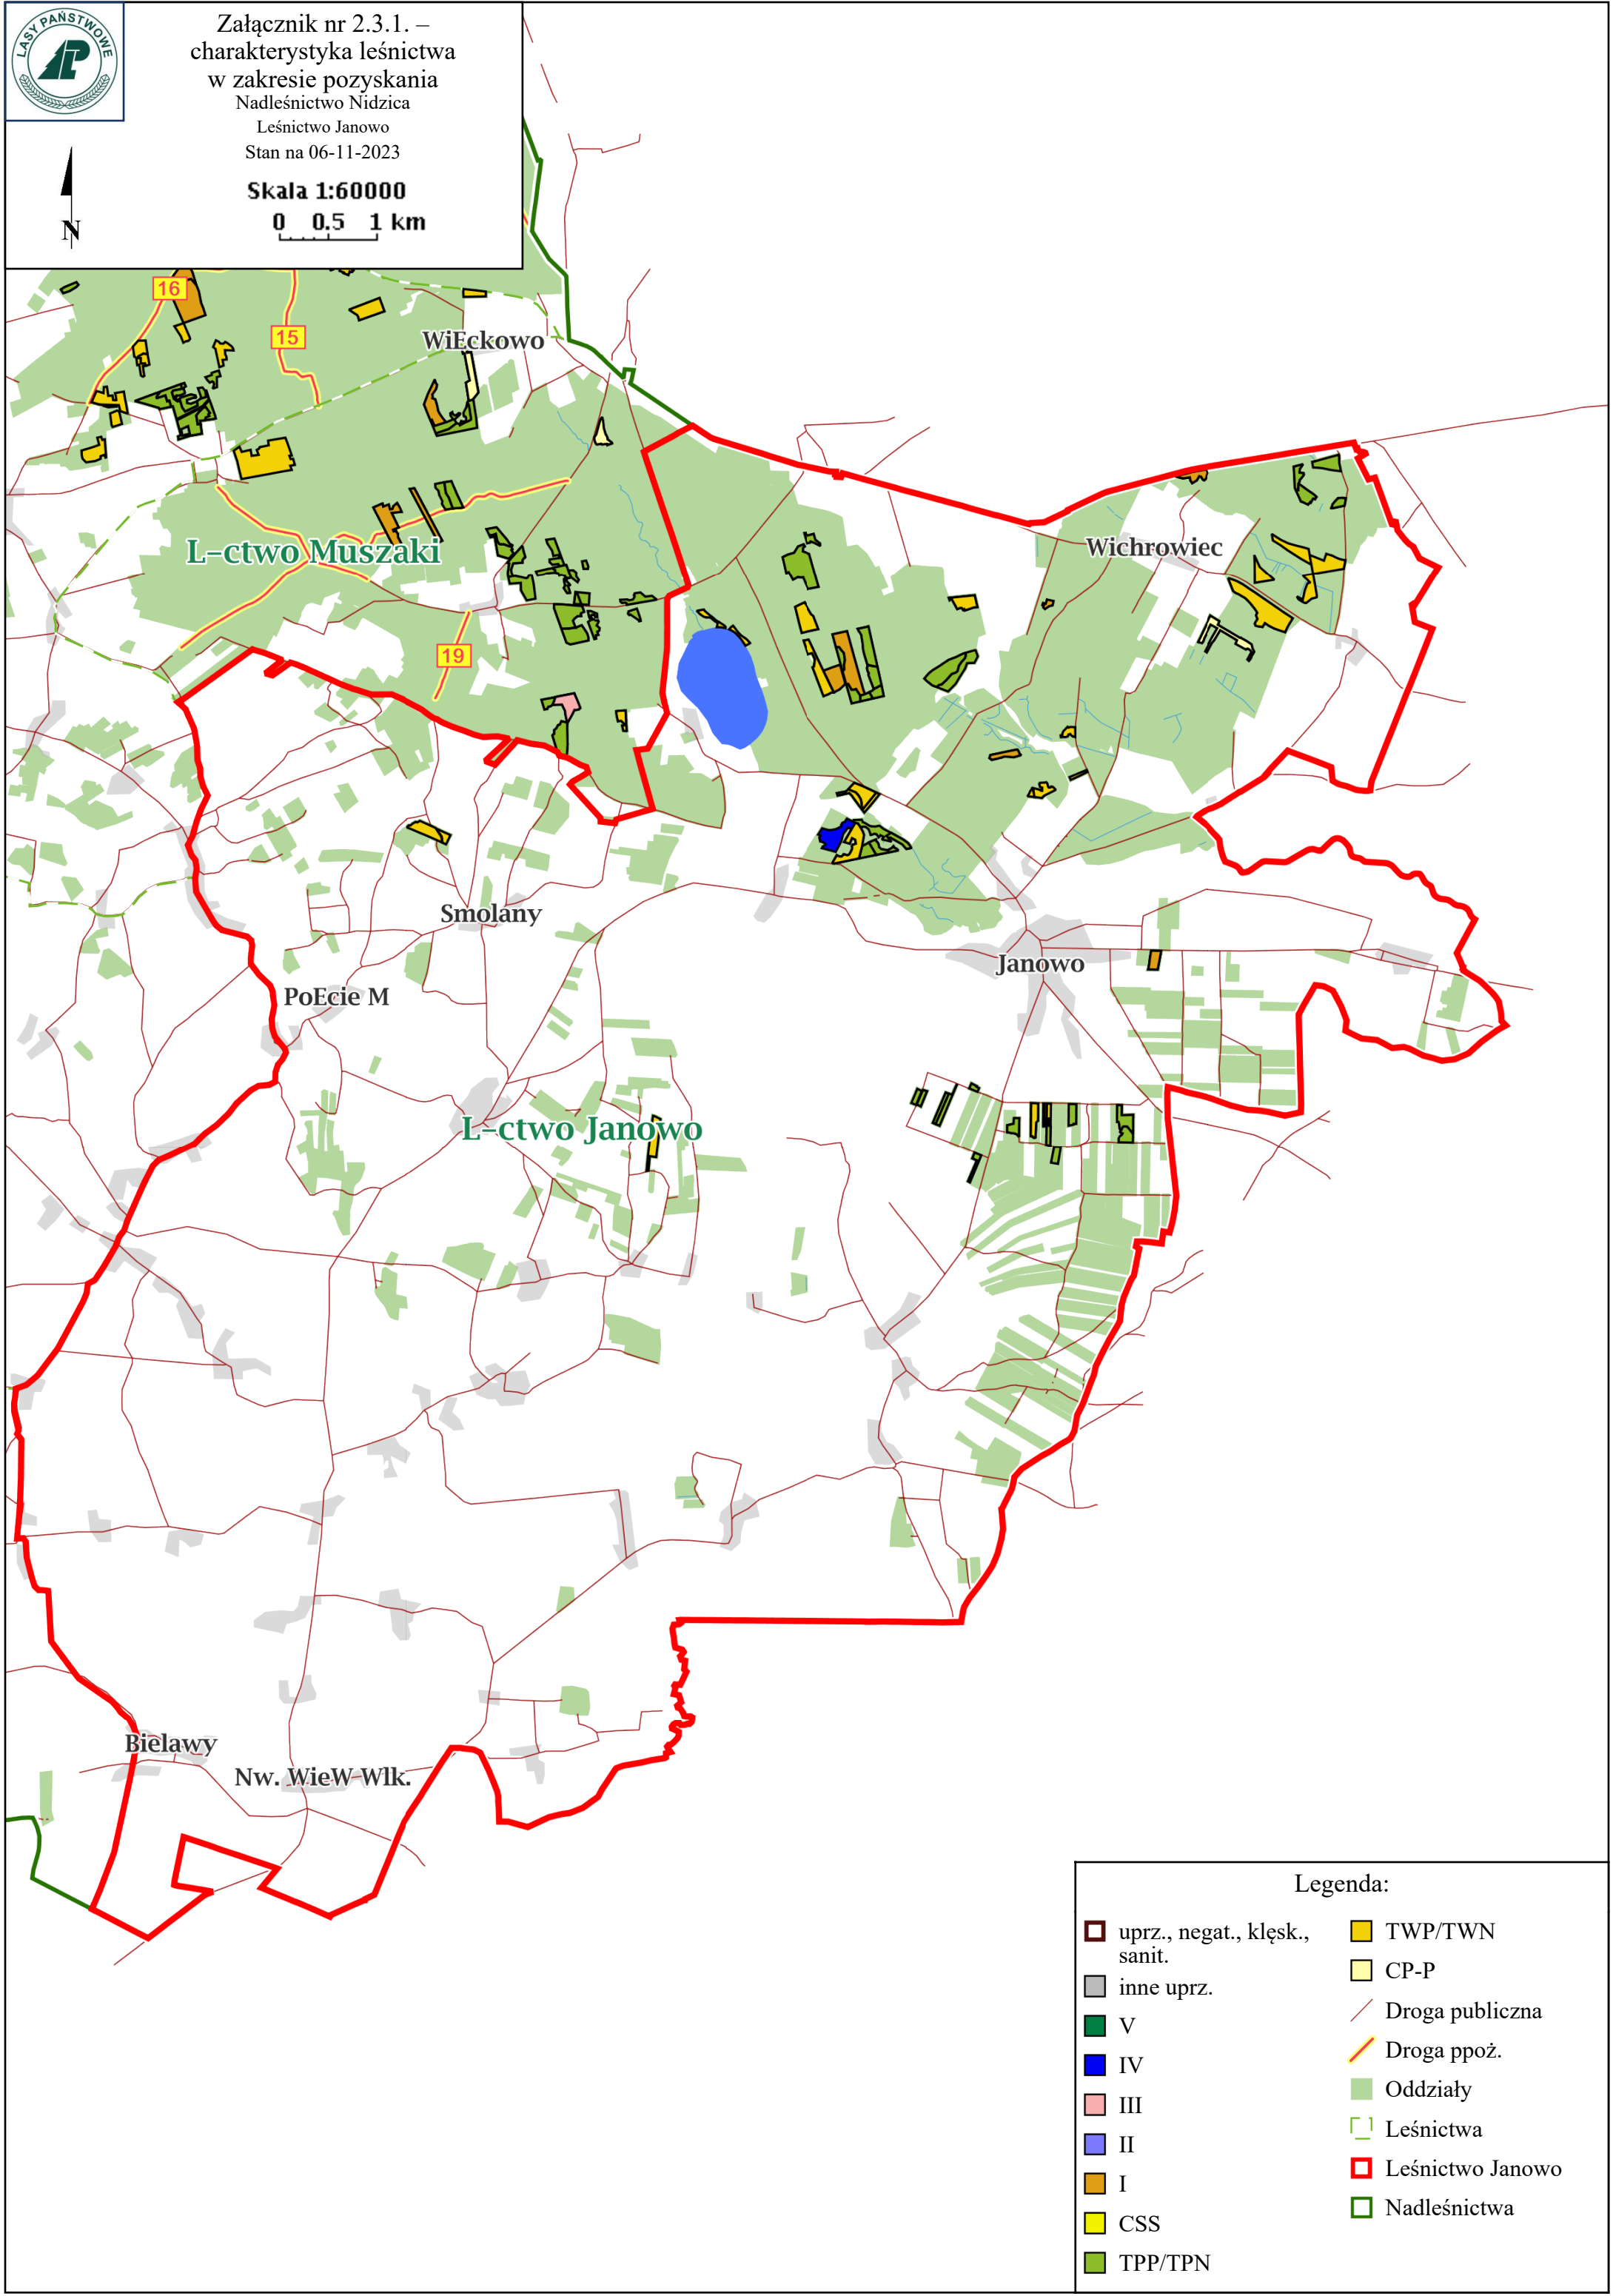 LASY PAŃSTWOWE
Załącznik nr 2.3.1. –
charakterystyka leśnictwa
w zakresie pozyskania
Nadleśnictwo Nidzica
Leśnictwo Janowo
Stan na 06-11-2023
Skala 1:60000
0 0.5 1 km
N
16
15
WiEckowo
L-ctwo Muszaki
Wichrowiec
19
Smolany
Janowo
PoEcie M
L-ctwo Janowo
Bielawy
Nw. WieW Wlk.
Legenda:
uprz., negat., klęsk.,
sanit.
inne uprz.
V
IV
III
II
I
CSS
TPP/TPN
TWP/TWN
CP-P
Droga publiczna
Droga ppoż.
Oddziały
Leśnictwa
Leśnictwo Janowo
Nadleśnictwa